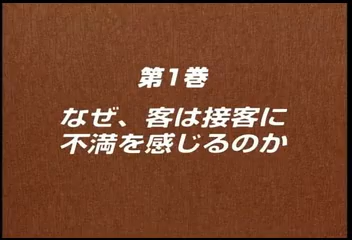 第1巻
なぜ、客は接客に
不満を感じるのか